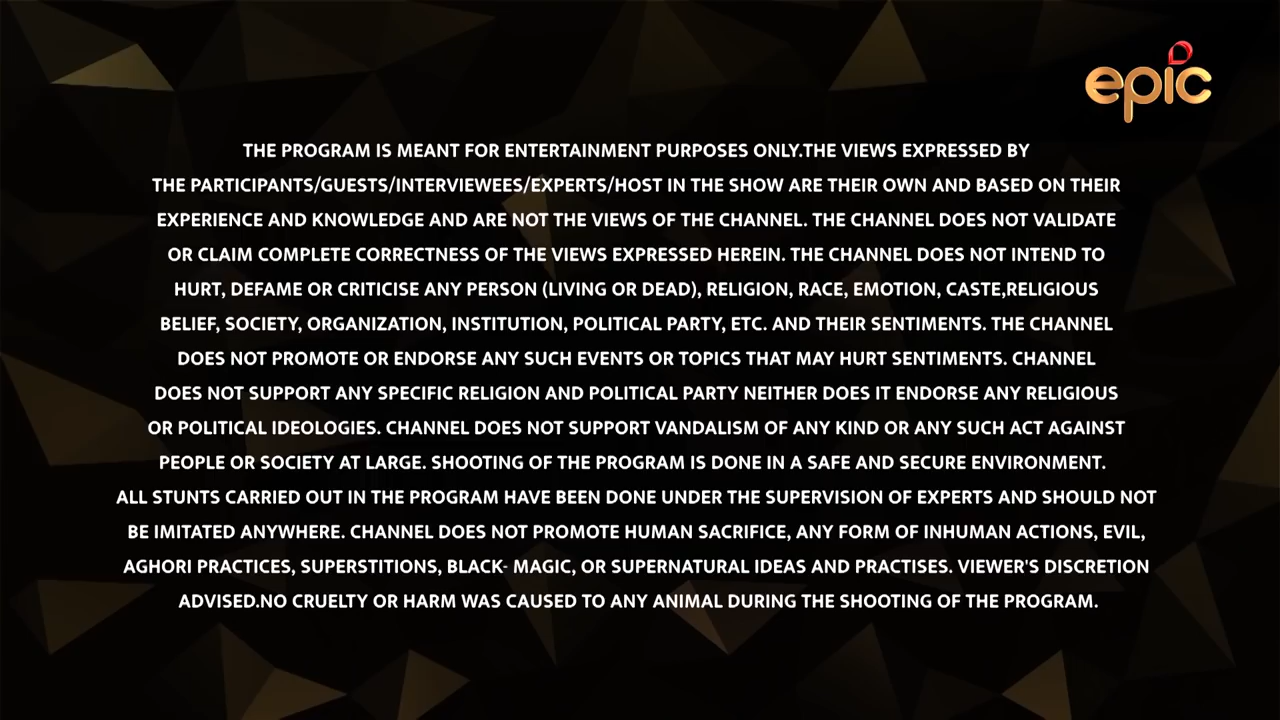 epic
THE PROGRAM IS MEANT FOR ENTERTAINMENT PURPOSES ONLY.THE VIEWS EXPRESSED BY
THE PARTICIPANTS/GUESTS/INTERVIEWEES/EXPERTS/HOST IN THE SHOW ARE THEIR OWN AND BASED ON THEIR
EXPERIENCE AND KNOWLEDGE AND ARE NOT THE VIEWS OF THE CHANNEL. THE CHANNEL DOES NOT VALIDATE
OR CLAIM COMPLETE CORRECTNESS OF THE VIEWS EXPRESSED HEREIN. THE CHANNEL DOES NOT INTEND TO
HURT, DEFAME OR CRITICISE ANY PERSON (LIVING OR DEAD), RELIGION, RACE, EMOTION, CASTE,RELIGIOUS
BELIEF, SOCIETY, ORGANIZATION, INSTITUTION, POLITICAL PARTY, ETC. AND THEIR SENTIMENTS. THE CHANNEL
DOES NOT PROMOTE OR ENDORSE ANY SUCH EVENTS OR TOPICS THAT MAY HURT SENTIMENTS. CHANNEL
DOES NOT SUPPORT ANY SPECIFIC RELIGION AND POLITICAL PARTY NEITHER DOES IT ENDORSE ANY RELIGIOUS
OR POLITICAL IDEOLOGIES. CHANNEL DOES NOT SUPPORT VANDALISM OF ANY KIND OR ANY SUCH ACT AGAINST
PEOPLE OR SOCIETY AT LARGE. SHOOTING OF THE PROGRAM IS DONE IN A SAFE AND SECURE ENVIRONMENT.
ALL STUNTS CARRIED OUT IN THE PROGRAM HAVE BEEN DONE UNDER THE SUPERVISION OF EXPERTS AND SHOULD NOT
BE IMITATED ANYWHERE. CHANNEL DOES NOT PROMOTE HUMAN SACRIFICE, ANY FORM OF INHUMAN ACTIONS, EVIL,
AGHORI PRACTICES, SUPERSTITIONS, BLACK- MAGIC, OR SUPERNATURAL IDEAS AND PRACTISES. VIEWER'S DISCRETION
ADVISED.NO CRUELTY OR HARM WAS CAUSED TO ANY ANIMAL DURING THE SHOOTING OF THE PROGRAM.